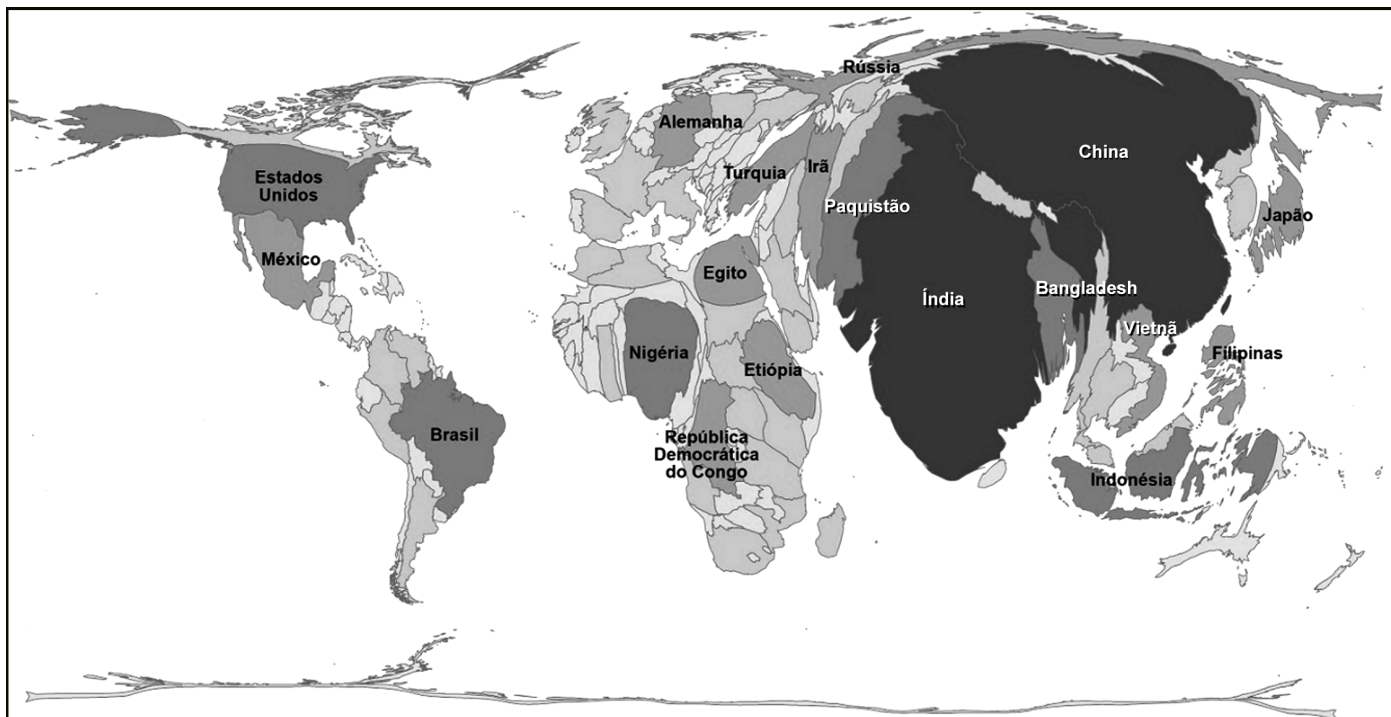 Rússia
Alemanha
China
Estados
Unidos
Turquia
Irã
Paquistão
Japão
México
Egito
Bangladesh
Índia
Vietnã
Nigéria
Filipinas
Etiópia
Brasil
República
Democrática
do Congo
Indonésia